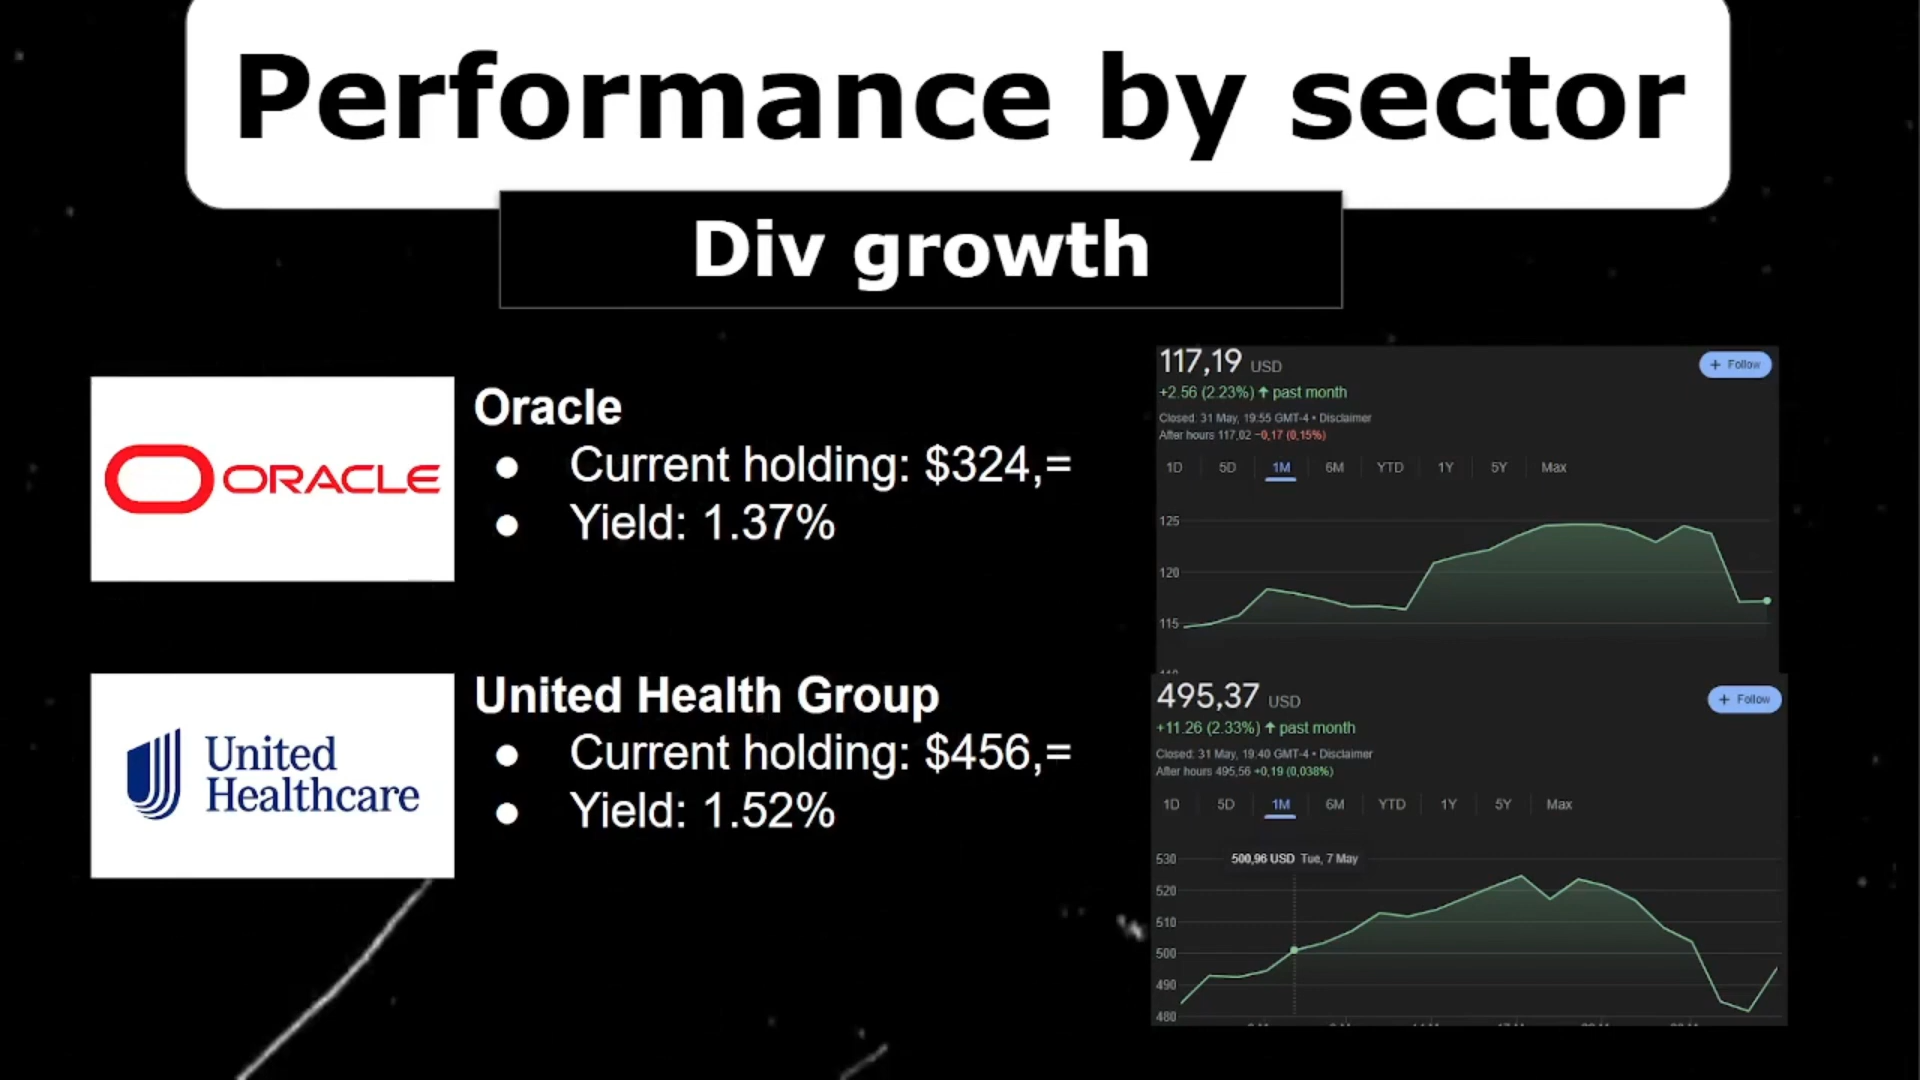 Performance by sector
Div growth
ORACLE
Oracle
● Current holding: $324,=
● Yield: 1.37%
117,19 USD
+ Follow
+2.56 (2.23%) ↑ past month
Closed: 31 May, 19:55 GMT-4 • Disclaimer
After hours 117,02 −0,17 (0,15%)
1D 5D 1M 6M YTD 1Y 5Y Max
125
120
115
United
Healthcare
United Health Group
● Current holding: $456,=
● Yield: 1.52%
495,37 USD
+ Follow
+11.26 (2.33%) ↑ past month
Closed: 31 May, 19:40 GMT-4 • Disclaimer
After hours 495,56 +0,19 (0,038%)
1D 5D 1M 6M YTD 1Y 5Y Max
500,96 USD Tue, 7 May
530
520
510
500
490
480